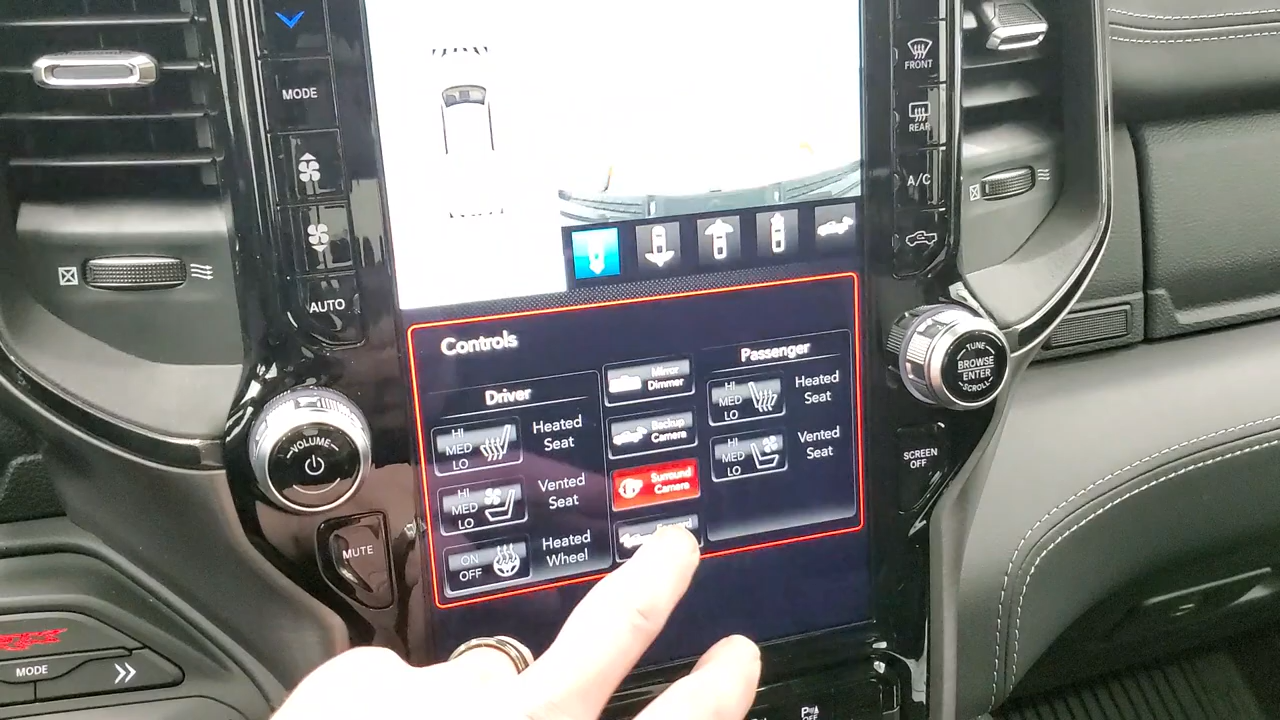 MODE
AUTO
VOLUME
MUTE
MODE
Controls
Driver
HI
MED
LO
Heated
Seat
HI
MED
LO
Vented
Seat
ON
OFF
Heated
Wheel
Mirror
Dimmer
Backup
Camera
Surround
Camera
Forward
Passenger
HI
MED
LO
Heated
Seat
HI
MED
LO
Vented
Seat
FRONT
REAR
A/C
TUNE
BROWSE
ENTER
SCROLL
SCREEN
OFF
OFF